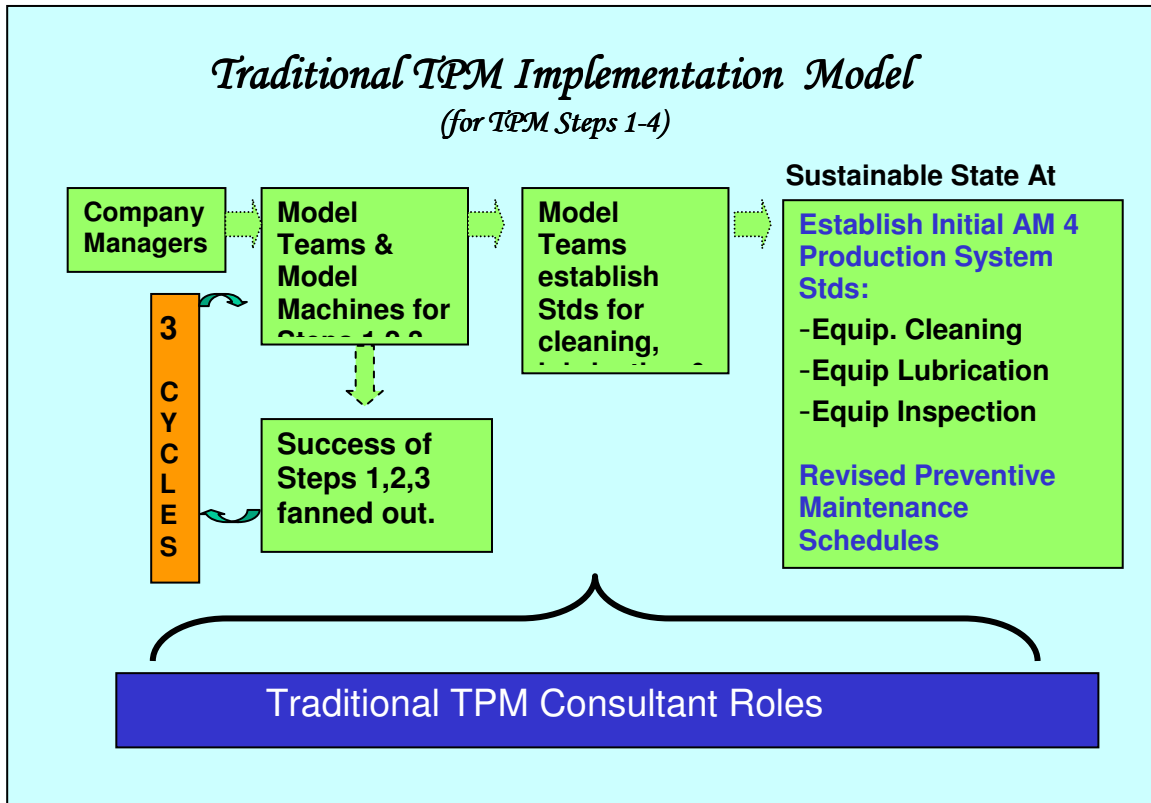 Traditional TPM Implementation Model
(for TPM Steps 1-4)
Company
Managers
Model
Teams &
Model
Machines for
Model
Teams
establish
Stds for
cleaning,
Sustainable State At
Establish Initial AM 4
Production System
Stds:
-Equip. Cleaning
-Equip Lubrication
-Equip Inspection
Revised Preventive
Maintenance
Schedules
3
C
Y
C
L
E
S
Success of
Steps 1,2,3
fanned out.
Traditional TPM Consultant Roles